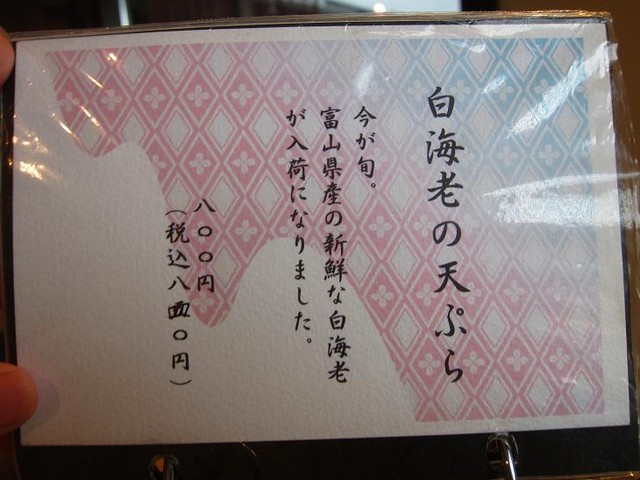 白海老の天ぷら
今が旬。
富山県産の新鮮な白海老
が入荷になりました。
八〇〇円
（税込八四〇円）